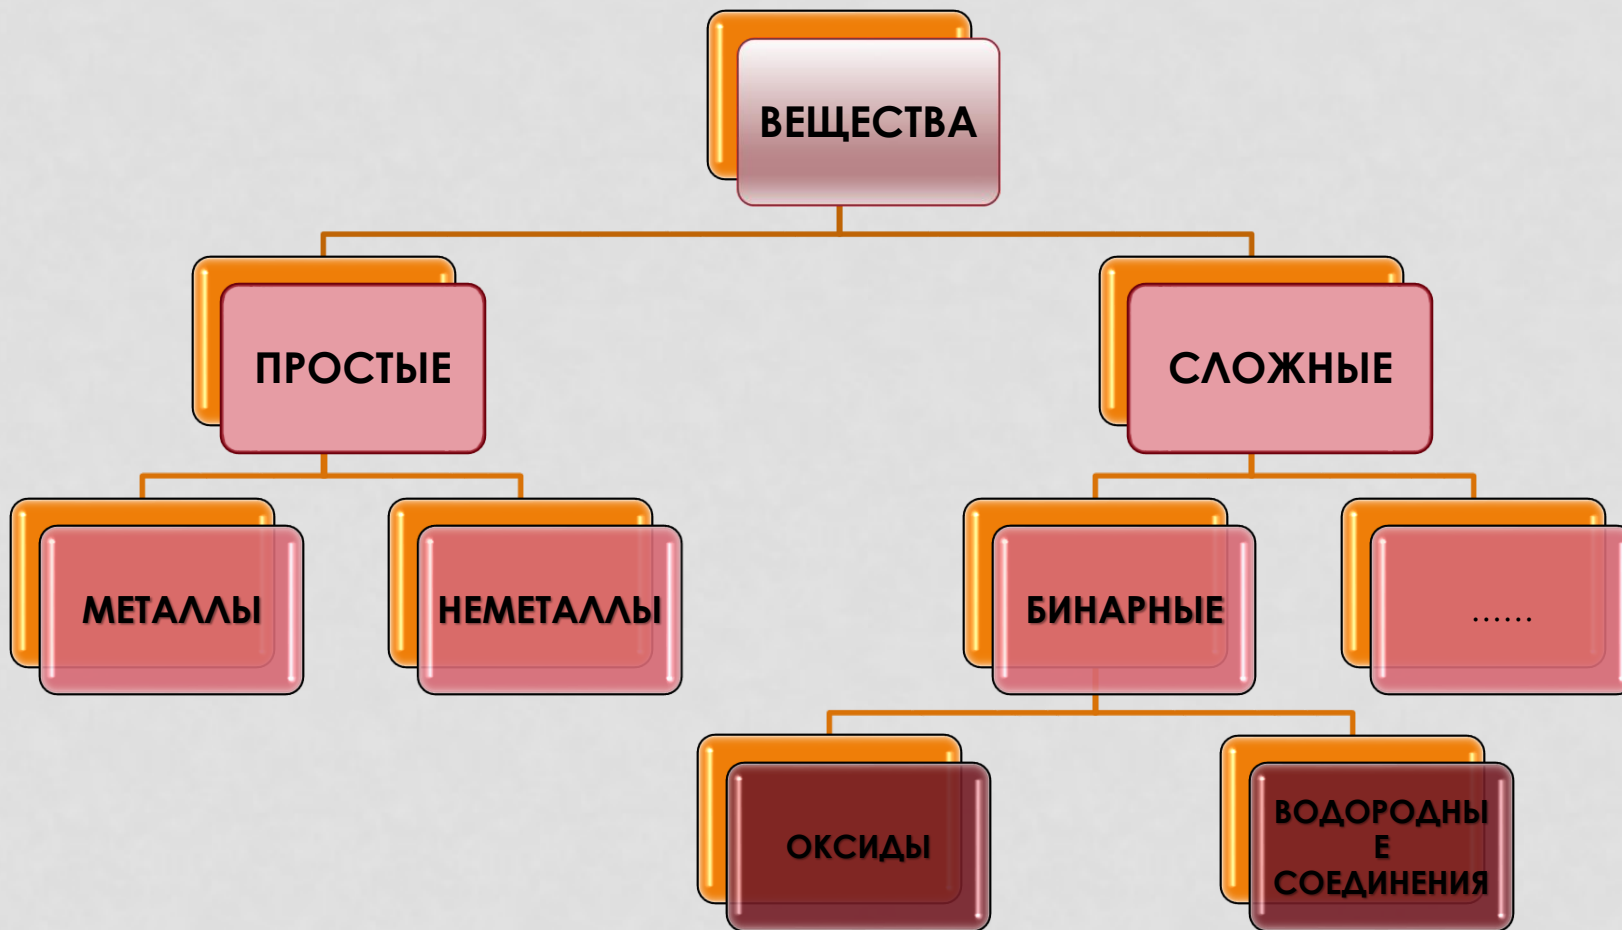 ВЕЩЕСТВА
ПРОСТЫЕ
СЛОЖНЫЕ
МЕТАЛЛЫ
НЕМЕТАЛЛЫ
БИНАРНЫЕ
……
ОКСИДЫ
ВОДОРОДНЫ
Е
СОЕДИНЕНИЯ